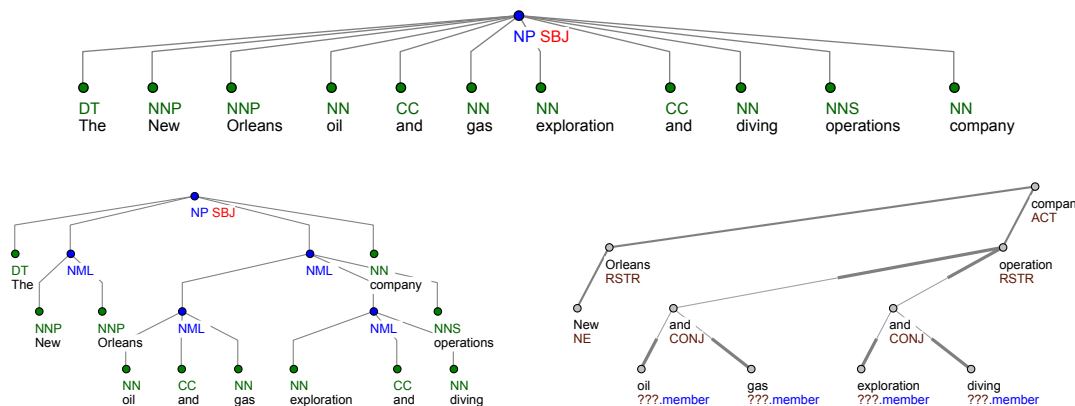 NP SBJ
DT NNP NNP NN CC NN NN CC NN NNS NN
The New Orleans oil and gas exploration and diving operations company
NP SBJ
DT NML NML NN
The company
NNP NNP NML NML NNS
New Orleans operations
NN CC NN NN CC NN
oil and gas exploration and diving
compan
ACT
Orleans operation
RSTR RSTR
New and and
NE CONJ CONJ
oil gas exploration diving
???.member ???.member ???.member ???.member